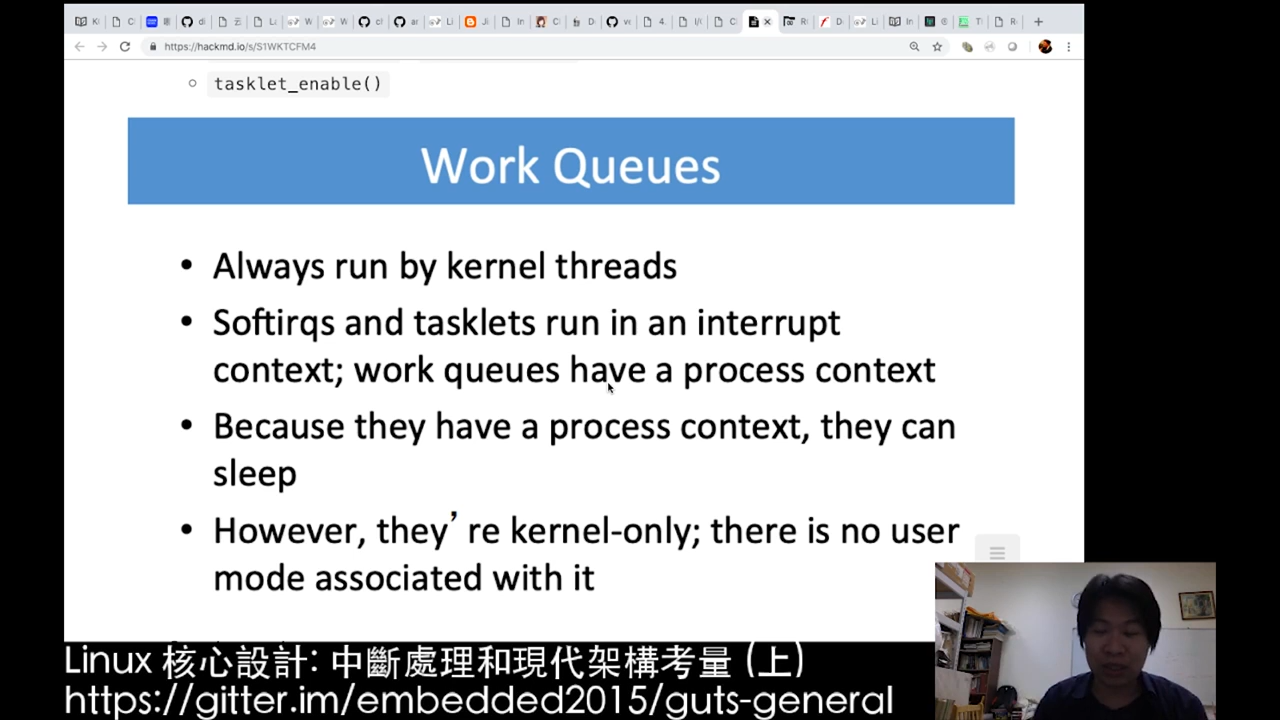 https://hackmd.io/s/S1WKTCFM4
tasklet_enable()
Work Queues
• Always run by kernel threads
• Softirqs and tasklets run in an interrupt
context; work queues have a process context
• Because they have a process context, they can
sleep
• However, they’re kernel-only; there is no user
mode associated with it
Linux 核心設計: 中斷處理和現代架構考量 (上)
https://gitter.im/embedded2015/guts-general